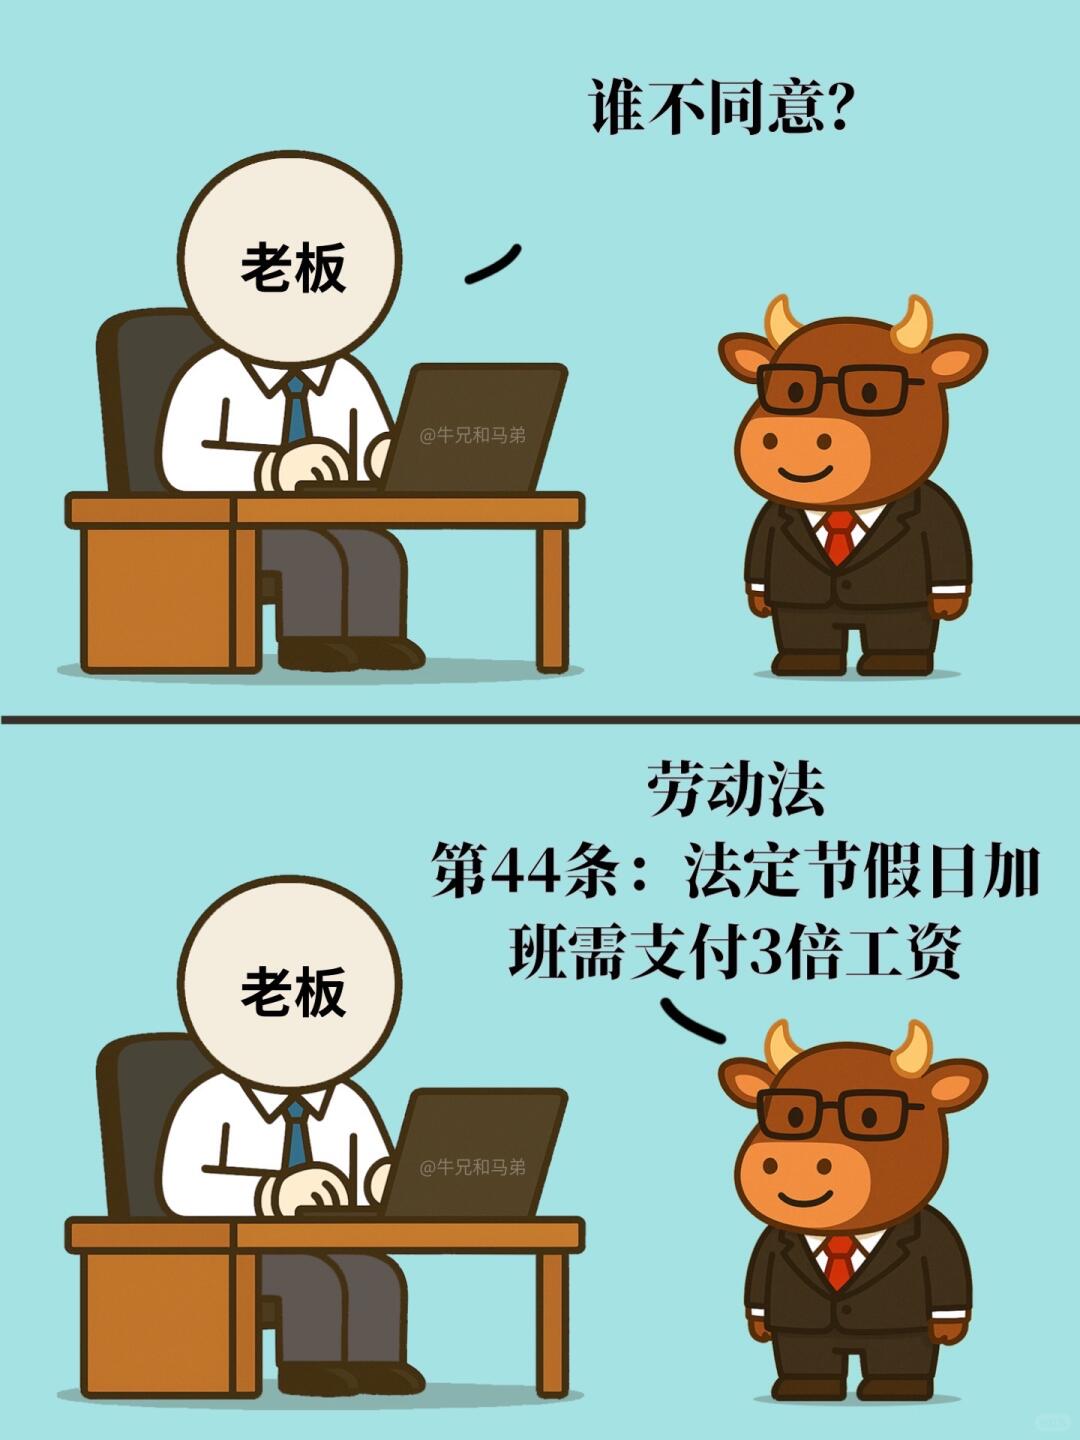 谁不同意？
老板
@牛兄和马弟
劳动法
第44条：法定节假日加
班需支付3倍工资
老板
@牛兄和马弟